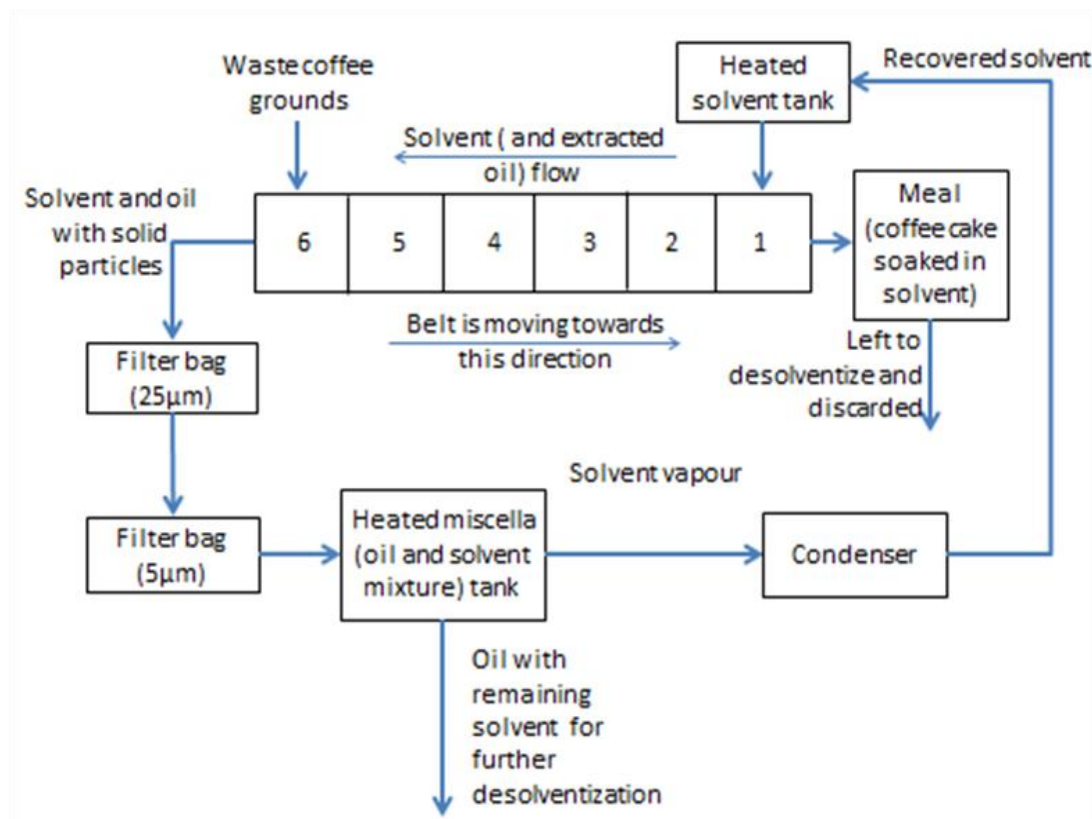 Waste coffee
grounds
Heated
solvent tank
Recovered solvent
Solvent ( and extracted
oil) flow
Solvent and oil
with solid
particles
6
5
4
3
2
1
Meal
(coffee cake
soaked in
solvent)
Belt is moving towards
this direction
Left to
desolventize and
discarded
Filter bag
(25μm)
Filter bag
(5μm)
Heated miscella
(oil and solvent
mixture) tank
Solvent vapour
Condenser
Oil with
remaining
solvent for
further
desolventization